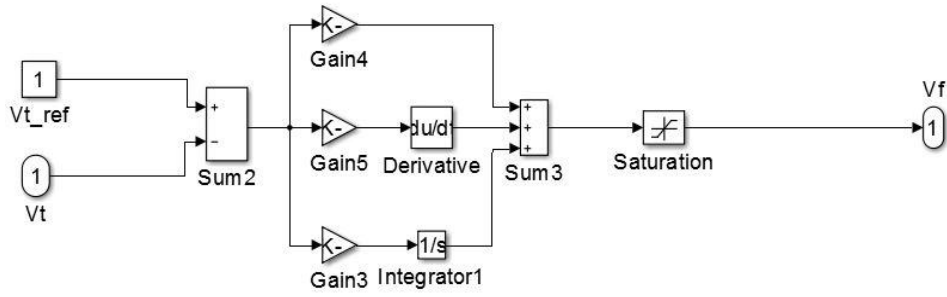 K-
Gain4
1
Vt_ref
+
−
Sum2
1
Vt
K-
Gain5
du/dt
Derivative
K-
Gain3
1/s
Integrator1
+
+
+
Sum3
Saturation
Vf
1